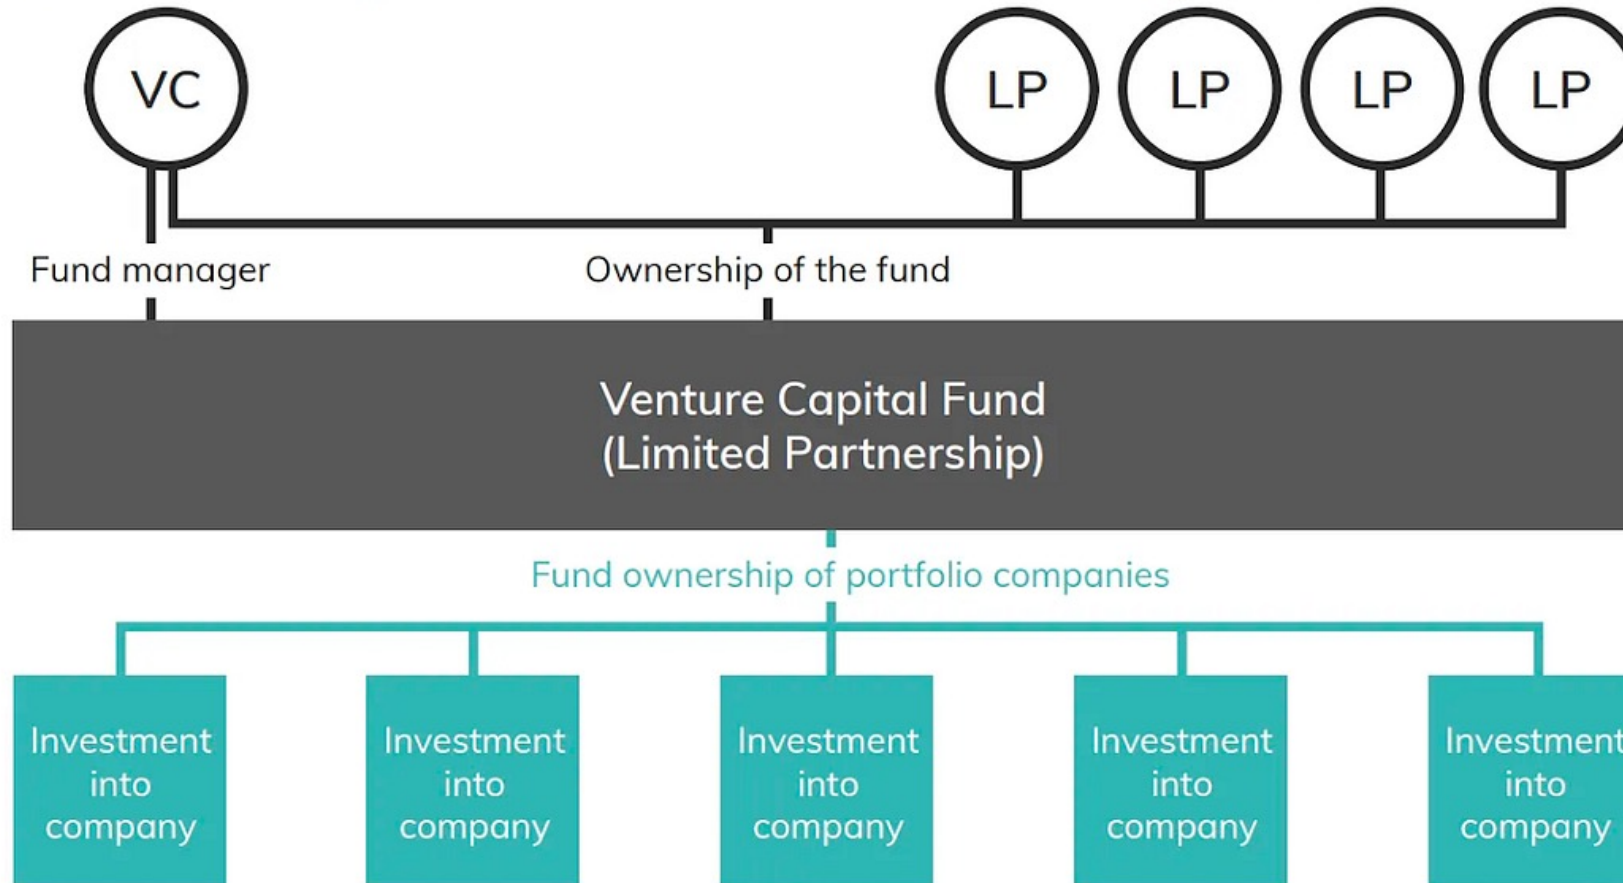 VC
LP
LP
LP
LP
Fund manager
Ownership of the fund
Venture Capital Fund
(Limited Partnership)
Fund ownership of portfolio companies
Investment
into
company
Investment
into
company
Investment
into
company
Investment
into
company
Investment
into
company